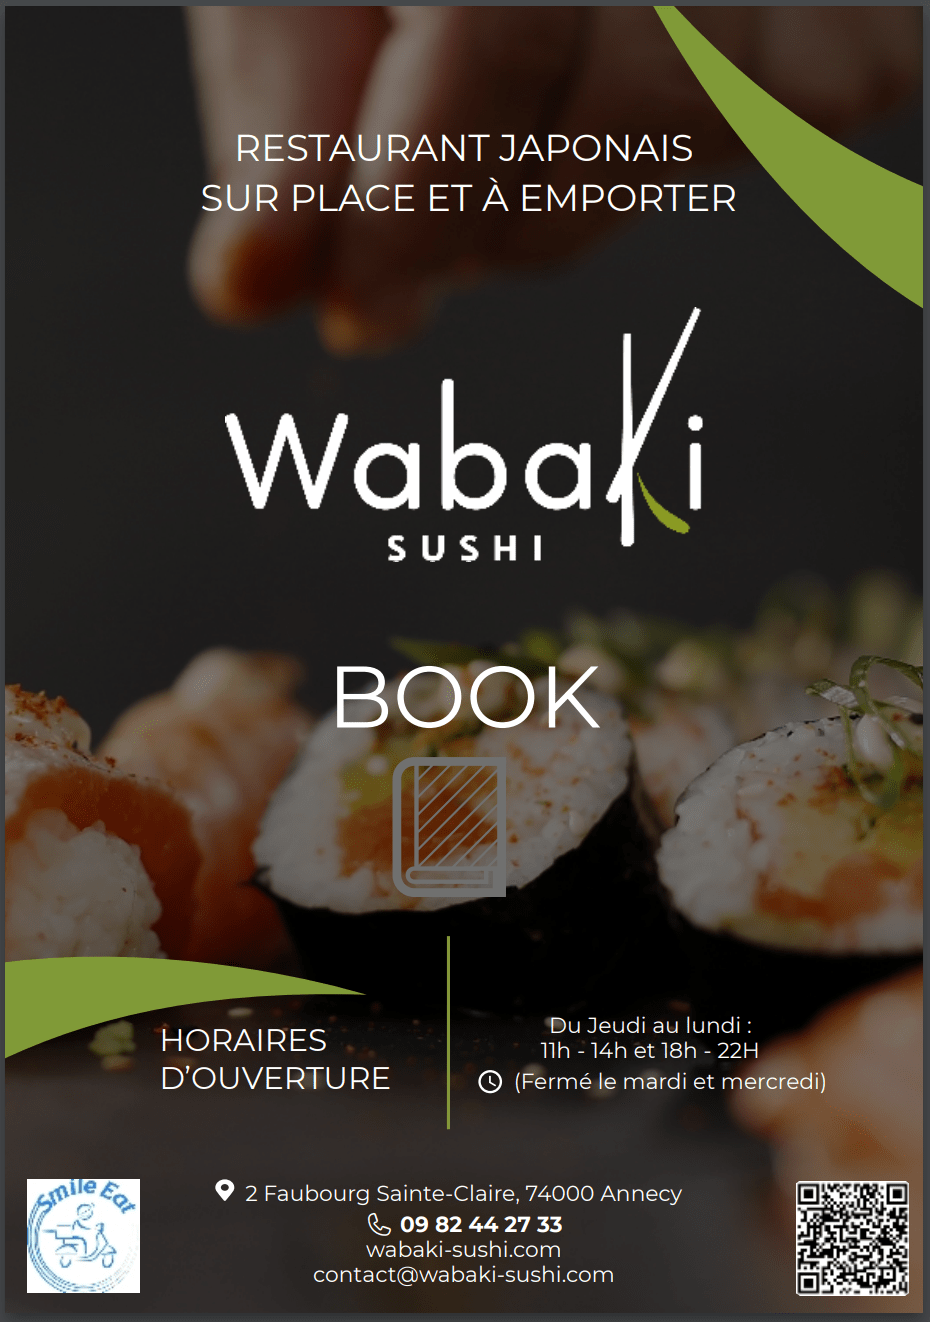 RESTAURANT JAPONAIS
SUR PLACE ET À EMPORTER
Wabaki
SUSHI
BOOK
HORAIRES
D’OUVERTURE
Du Jeudi au lundi :
11h - 14h et 18h - 22H
(Fermé le mardi et mercredi)
Smile Eat
2 Faubourg Sainte-Claire, 74000 Annecy
09 82 44 27 33
wabaki-sushi.com
contact@wabaki-sushi.com